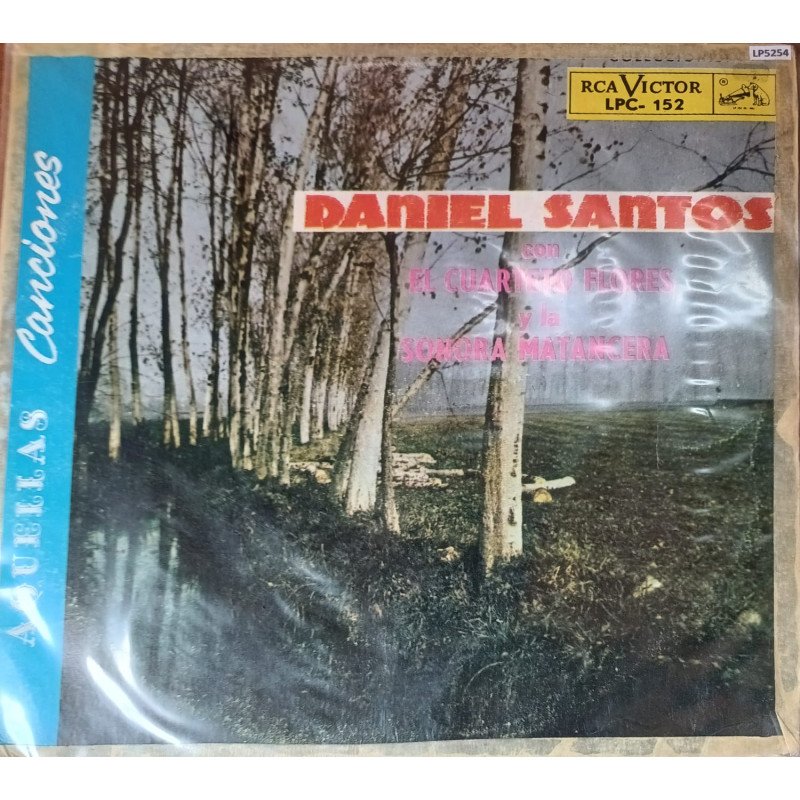 LP5254
RCA VICTOR
LPC- 152
DANIEL SANTOS
con
EL CUARTETO FLORES
y la
SONORA MATANCERA
AQUELLAS Canciones